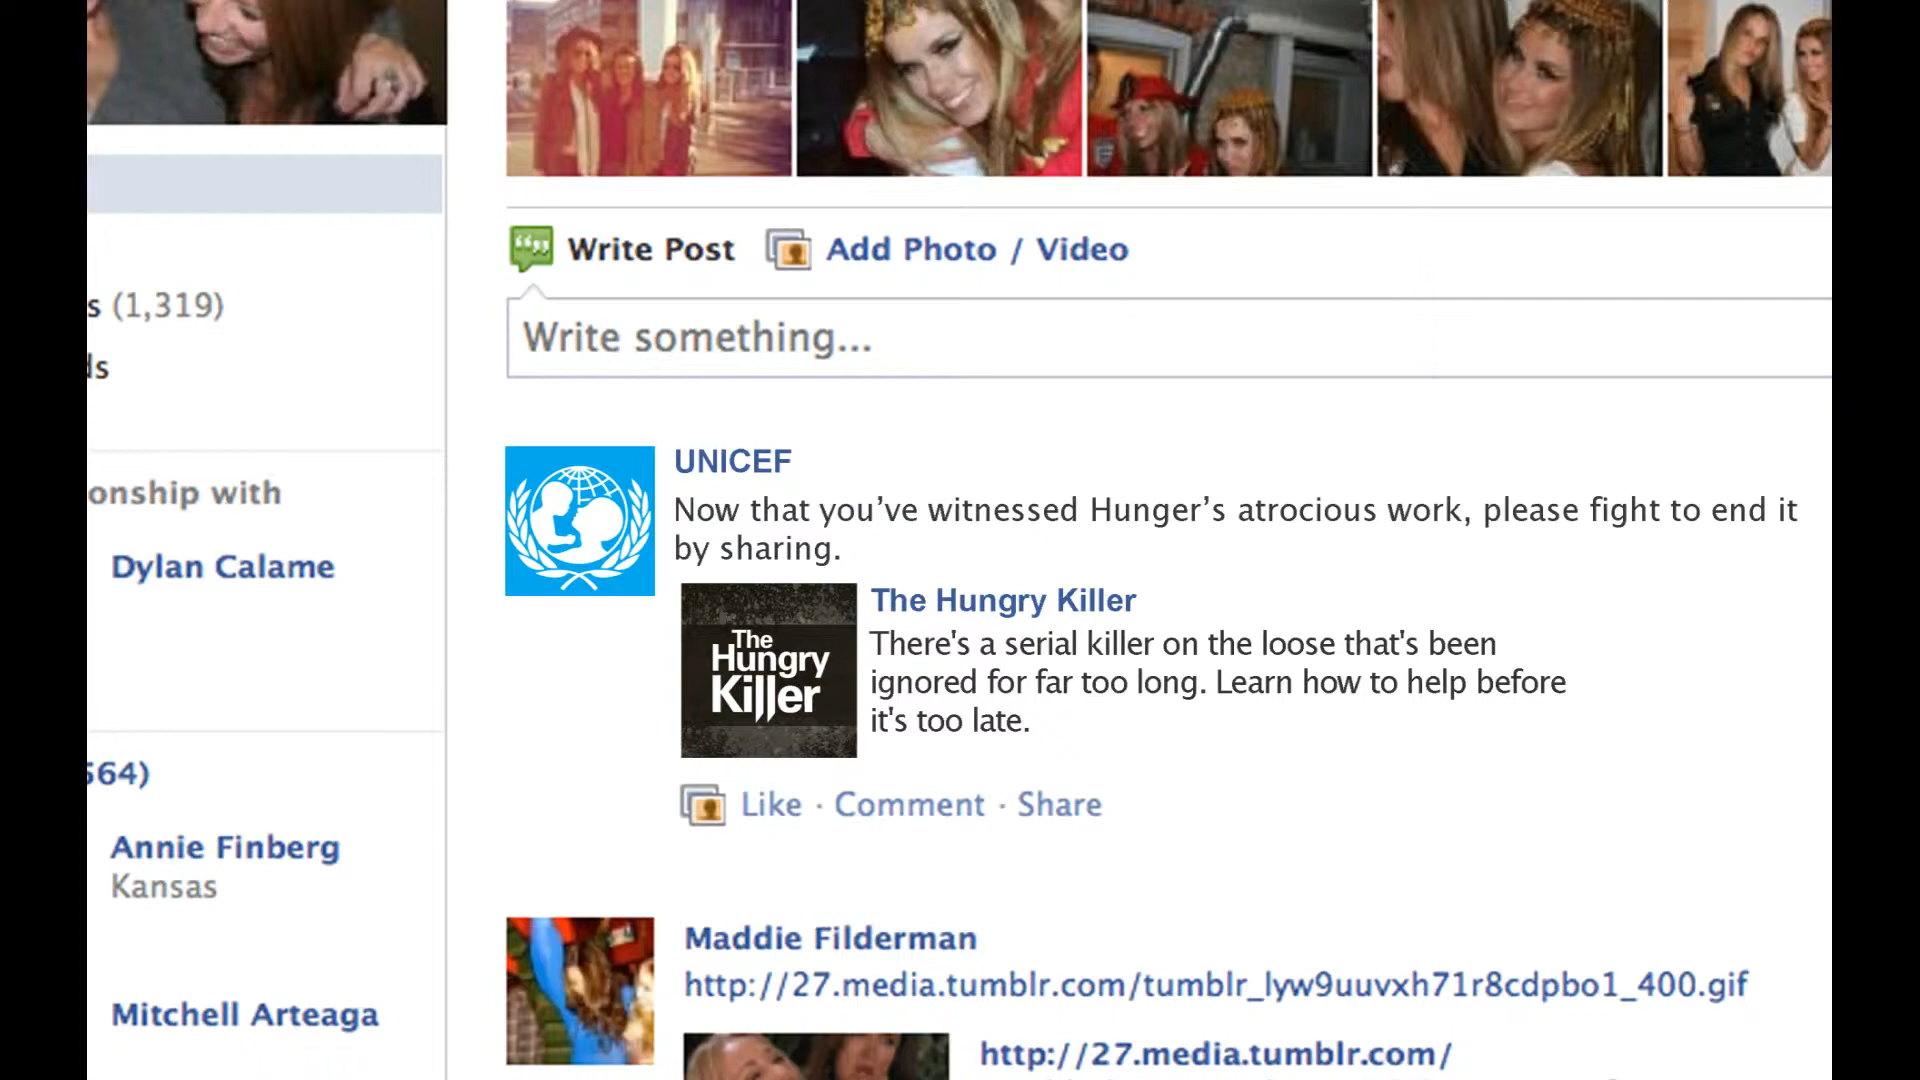 s (1,319)
ds
onship with
Dylan Calame
564)
Annie Finberg
Kansas
Mitchell Arteaga
Write Post
Add Photo / Video
Write something...
UNICEF
Now that you’ve witnessed Hunger’s atrocious work, please fight to end it
by sharing.
The
Hungry
Killer
The Hungry Killer
There's a serial killer on the loose that's been
ignored for far too long. Learn how to help before
it's too late.
Like · Comment · Share
Maddie Filderman
http://27.media.tumblr.com/tumblr_lyw9uuvxh71r8cdpbo1_400.gif
http://27.media.tumblr.com/